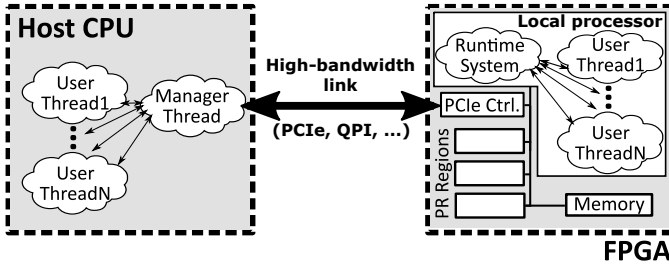 Host CPU
User
Thread1
User
ThreadN
Manager
Thread
High-bandwidth
link
(PCIe, QPI, ...)
Local processor
Runtime
System
User
Thread1
User
ThreadN
PCIe Ctrl.
PR Regions
Memory
FPGA